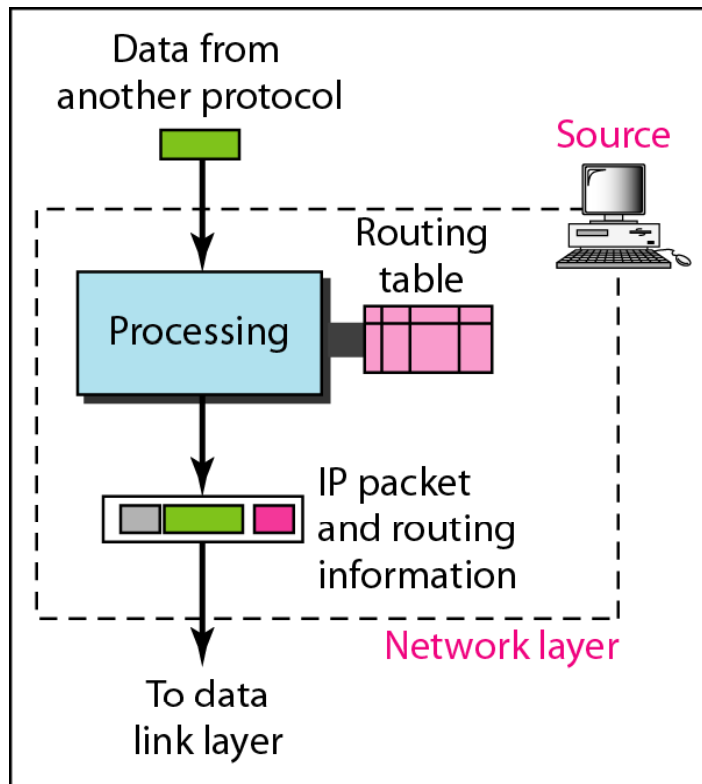 Data from
another protocol
Source
Routing
table
Processing
IP packet
and routing
information
Network layer
To data
link layer